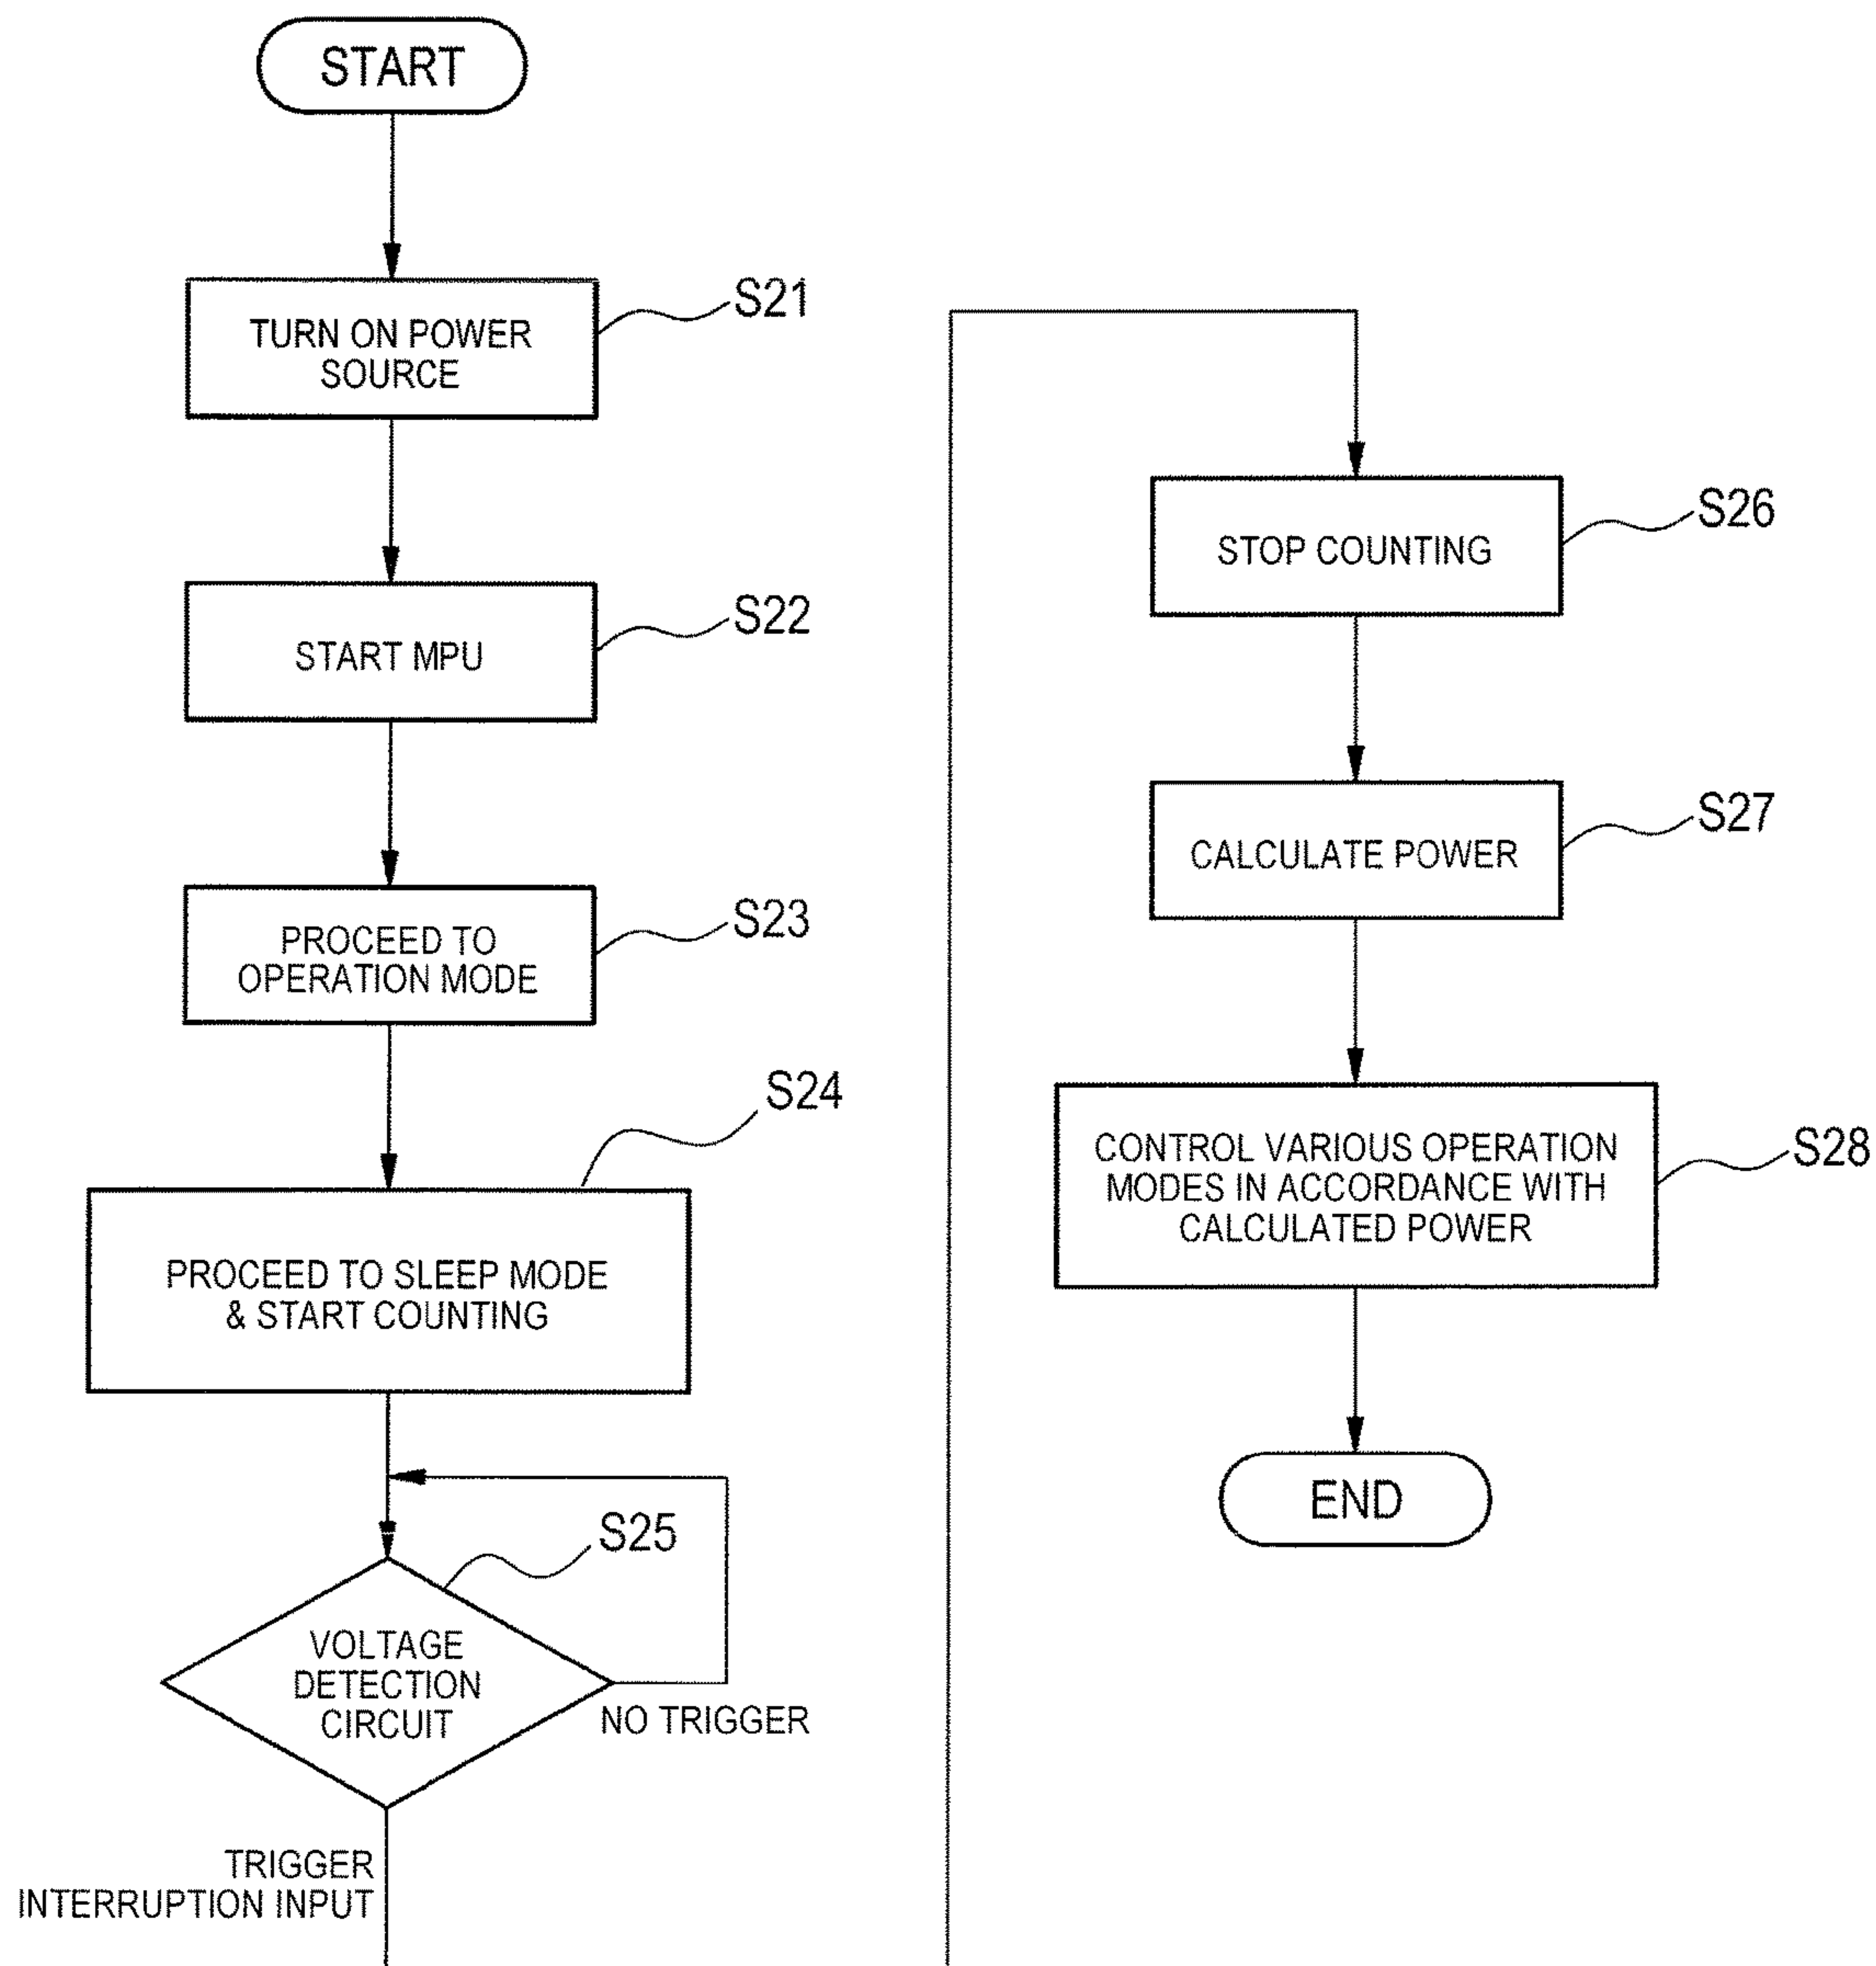 START
TURN ON POWER
SOURCE
S21
START MPU
S22
PROCEED TO
OPERATION MODE
S23
S24
PROCEED TO SLEEP MODE
& START COUNTING
S25
VOLTAGE
DETECTION
CIRCUIT
NO TRIGGER
TRIGGER
INTERRUPTION INPUT
STOP COUNTING
S26
CALCULATE POWER
S27
CONTROL VARIOUS OPERATION
MODES IN ACCORDANCE WITH
CALCULATED POWER
S28
END